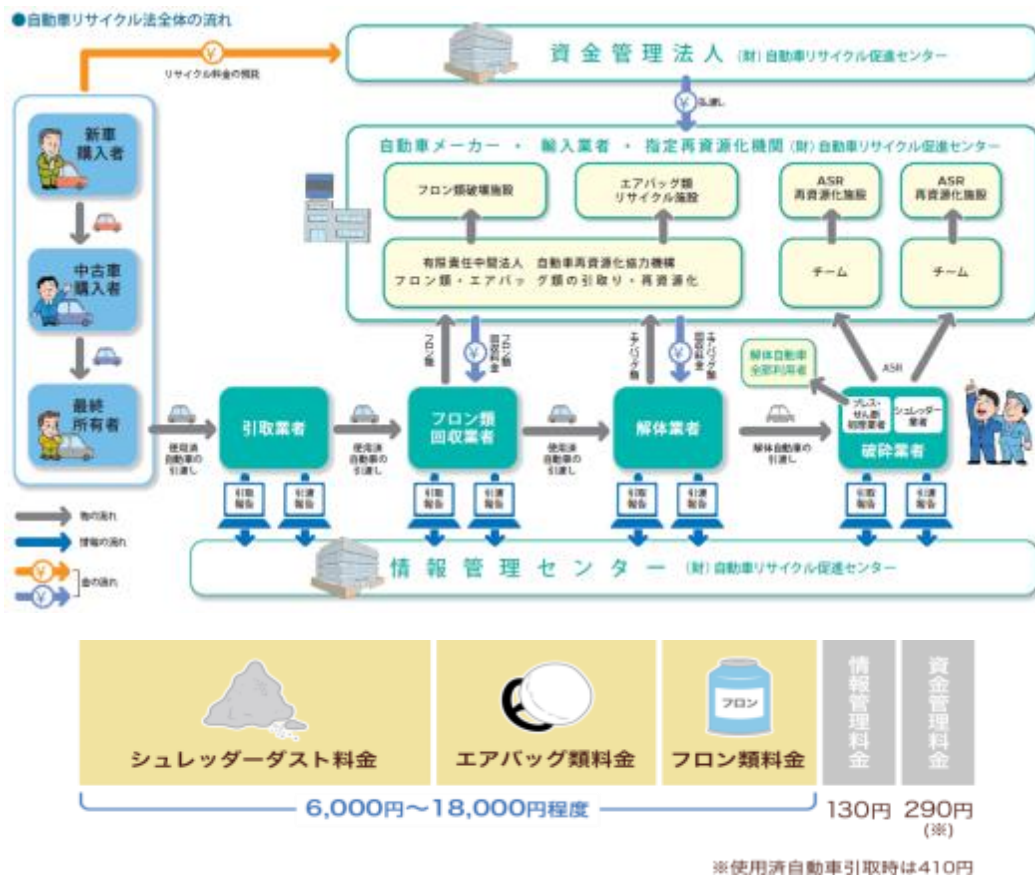 ●自動車リサイクル法全体の流れ
¥
リサイクル料金の預託
資金管理法人 (財)自動車リサイクル促進センター
¥ 払渡し
新車
購入者
中古車
購入者
最終
所有者
自動車メーカー・輸入業者・指定再資源化機関 (財)自動車リサイクル促進センター
フロン類破壊施設
エアバッグ類
リサイクル施設
ASR
再資源化施設
ASR
再資源化施設
有限責任中間法人 自動車再資源化協力機構
フロン類・エアバッグ類の引取り・再資源化
チーム
チーム
フロン類
¥
フロン類
回収料金
エアバッグ類
¥
エアバッグ類
回収料金
解体自動車
全部利用者
ASR
引取業者
フロン類
回収業者
解体業者
プレス・
せん断
処理業者
シュレッダー
業者
破砕業者
使用済
自動車の
引渡し
使用済
自動車の
引渡し
使用済
自動車の
引渡し
解体自動車の
引渡し
引取
報告
引渡
報告
引取
報告
引渡
報告
引取
報告
引渡
報告
引取
報告
引渡
報告
物の流れ
情報の流れ
¥
¥
金の流れ
情報管理センター (財)自動車リサイクル促進センター
シュレッダーダスト料金
エアバッグ類料金
フロン
フロン類料金
情報管理料金
資金管理料金
6,000円〜18,000円程度
130円
290円
(※)
※使用済自動車引取時は410円